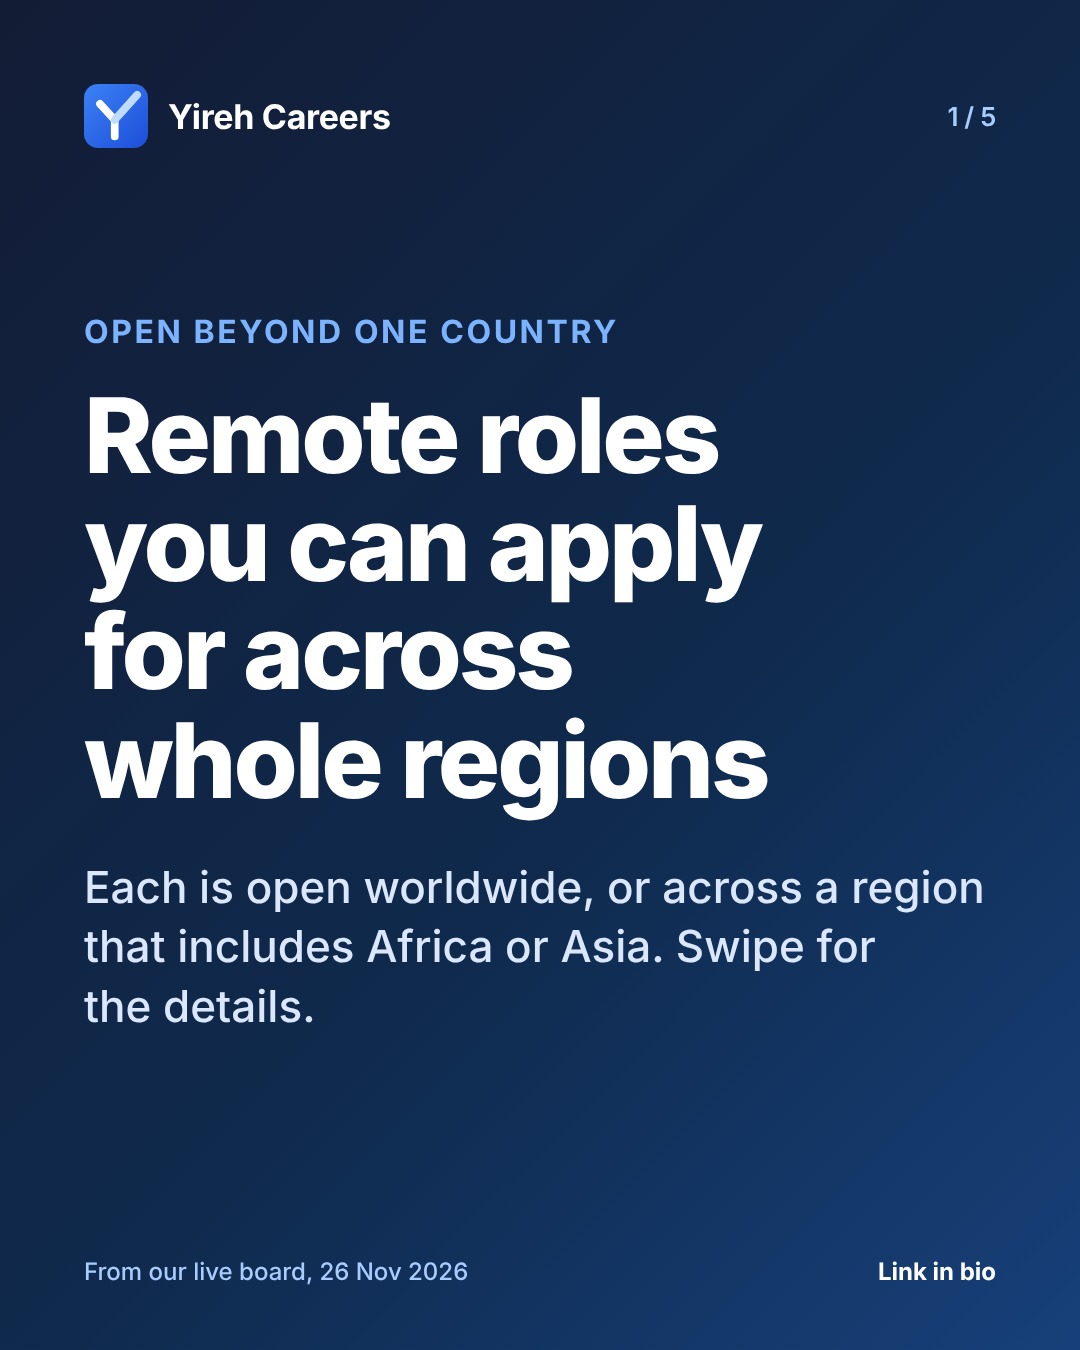 Yireh Careers
1 / 5
OPEN BEYOND ONE COUNTRY
Remote roles
you can apply
for across
whole regions
Each is open worldwide, or across a region
that includes Africa or Asia. Swipe for
the details.
From our live board, 26 Nov 2026
Link in bio